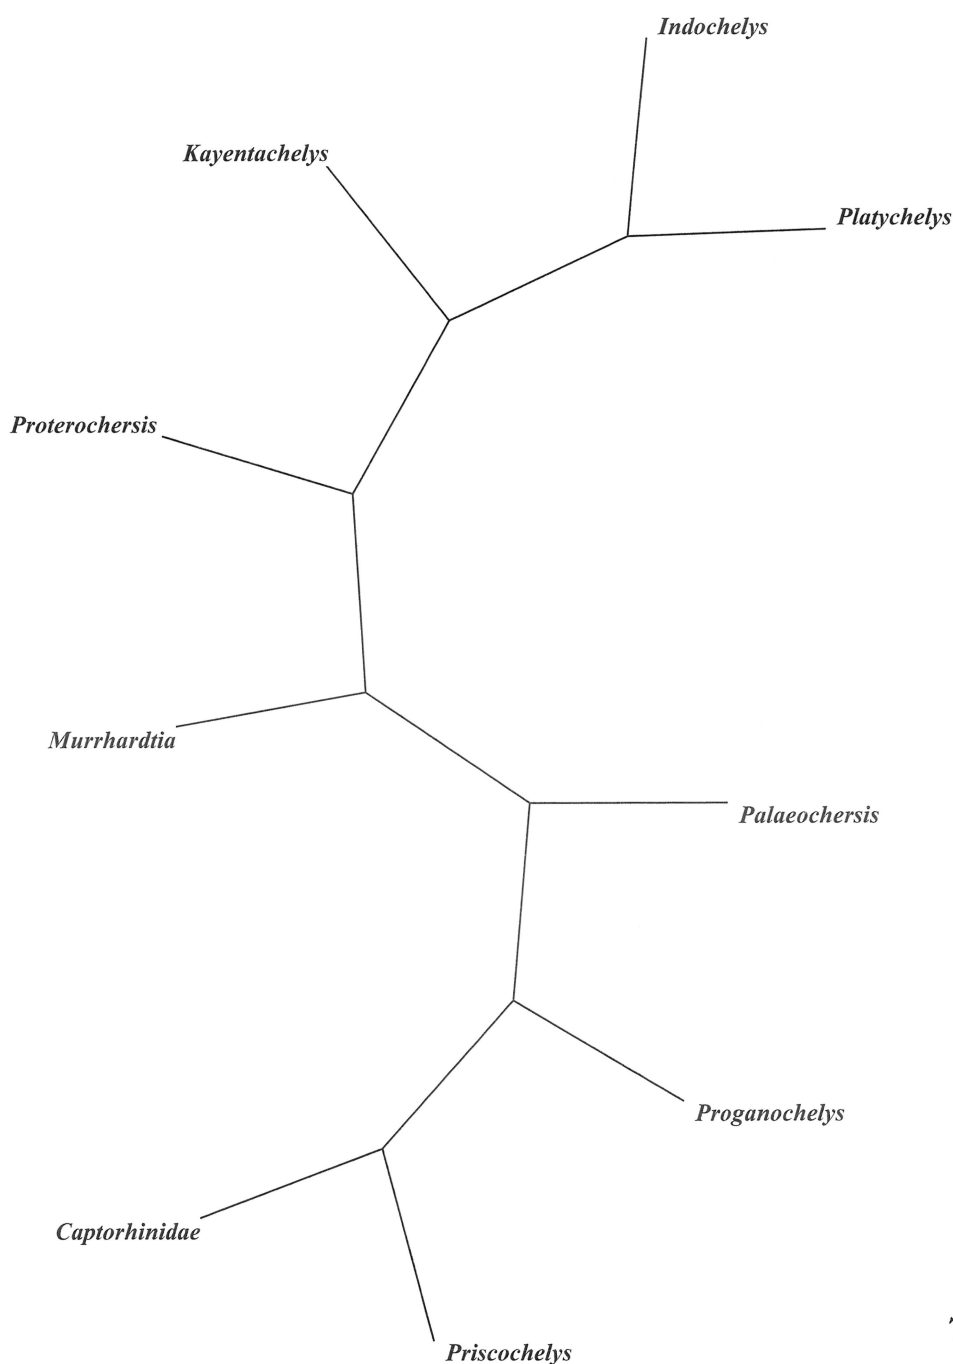 Indochelys
Kayentachelys
Platychelys
Proterochersis
Murrhardtia
Palaeochersis
Proganochelys
Captorhinidae
Priscochelys